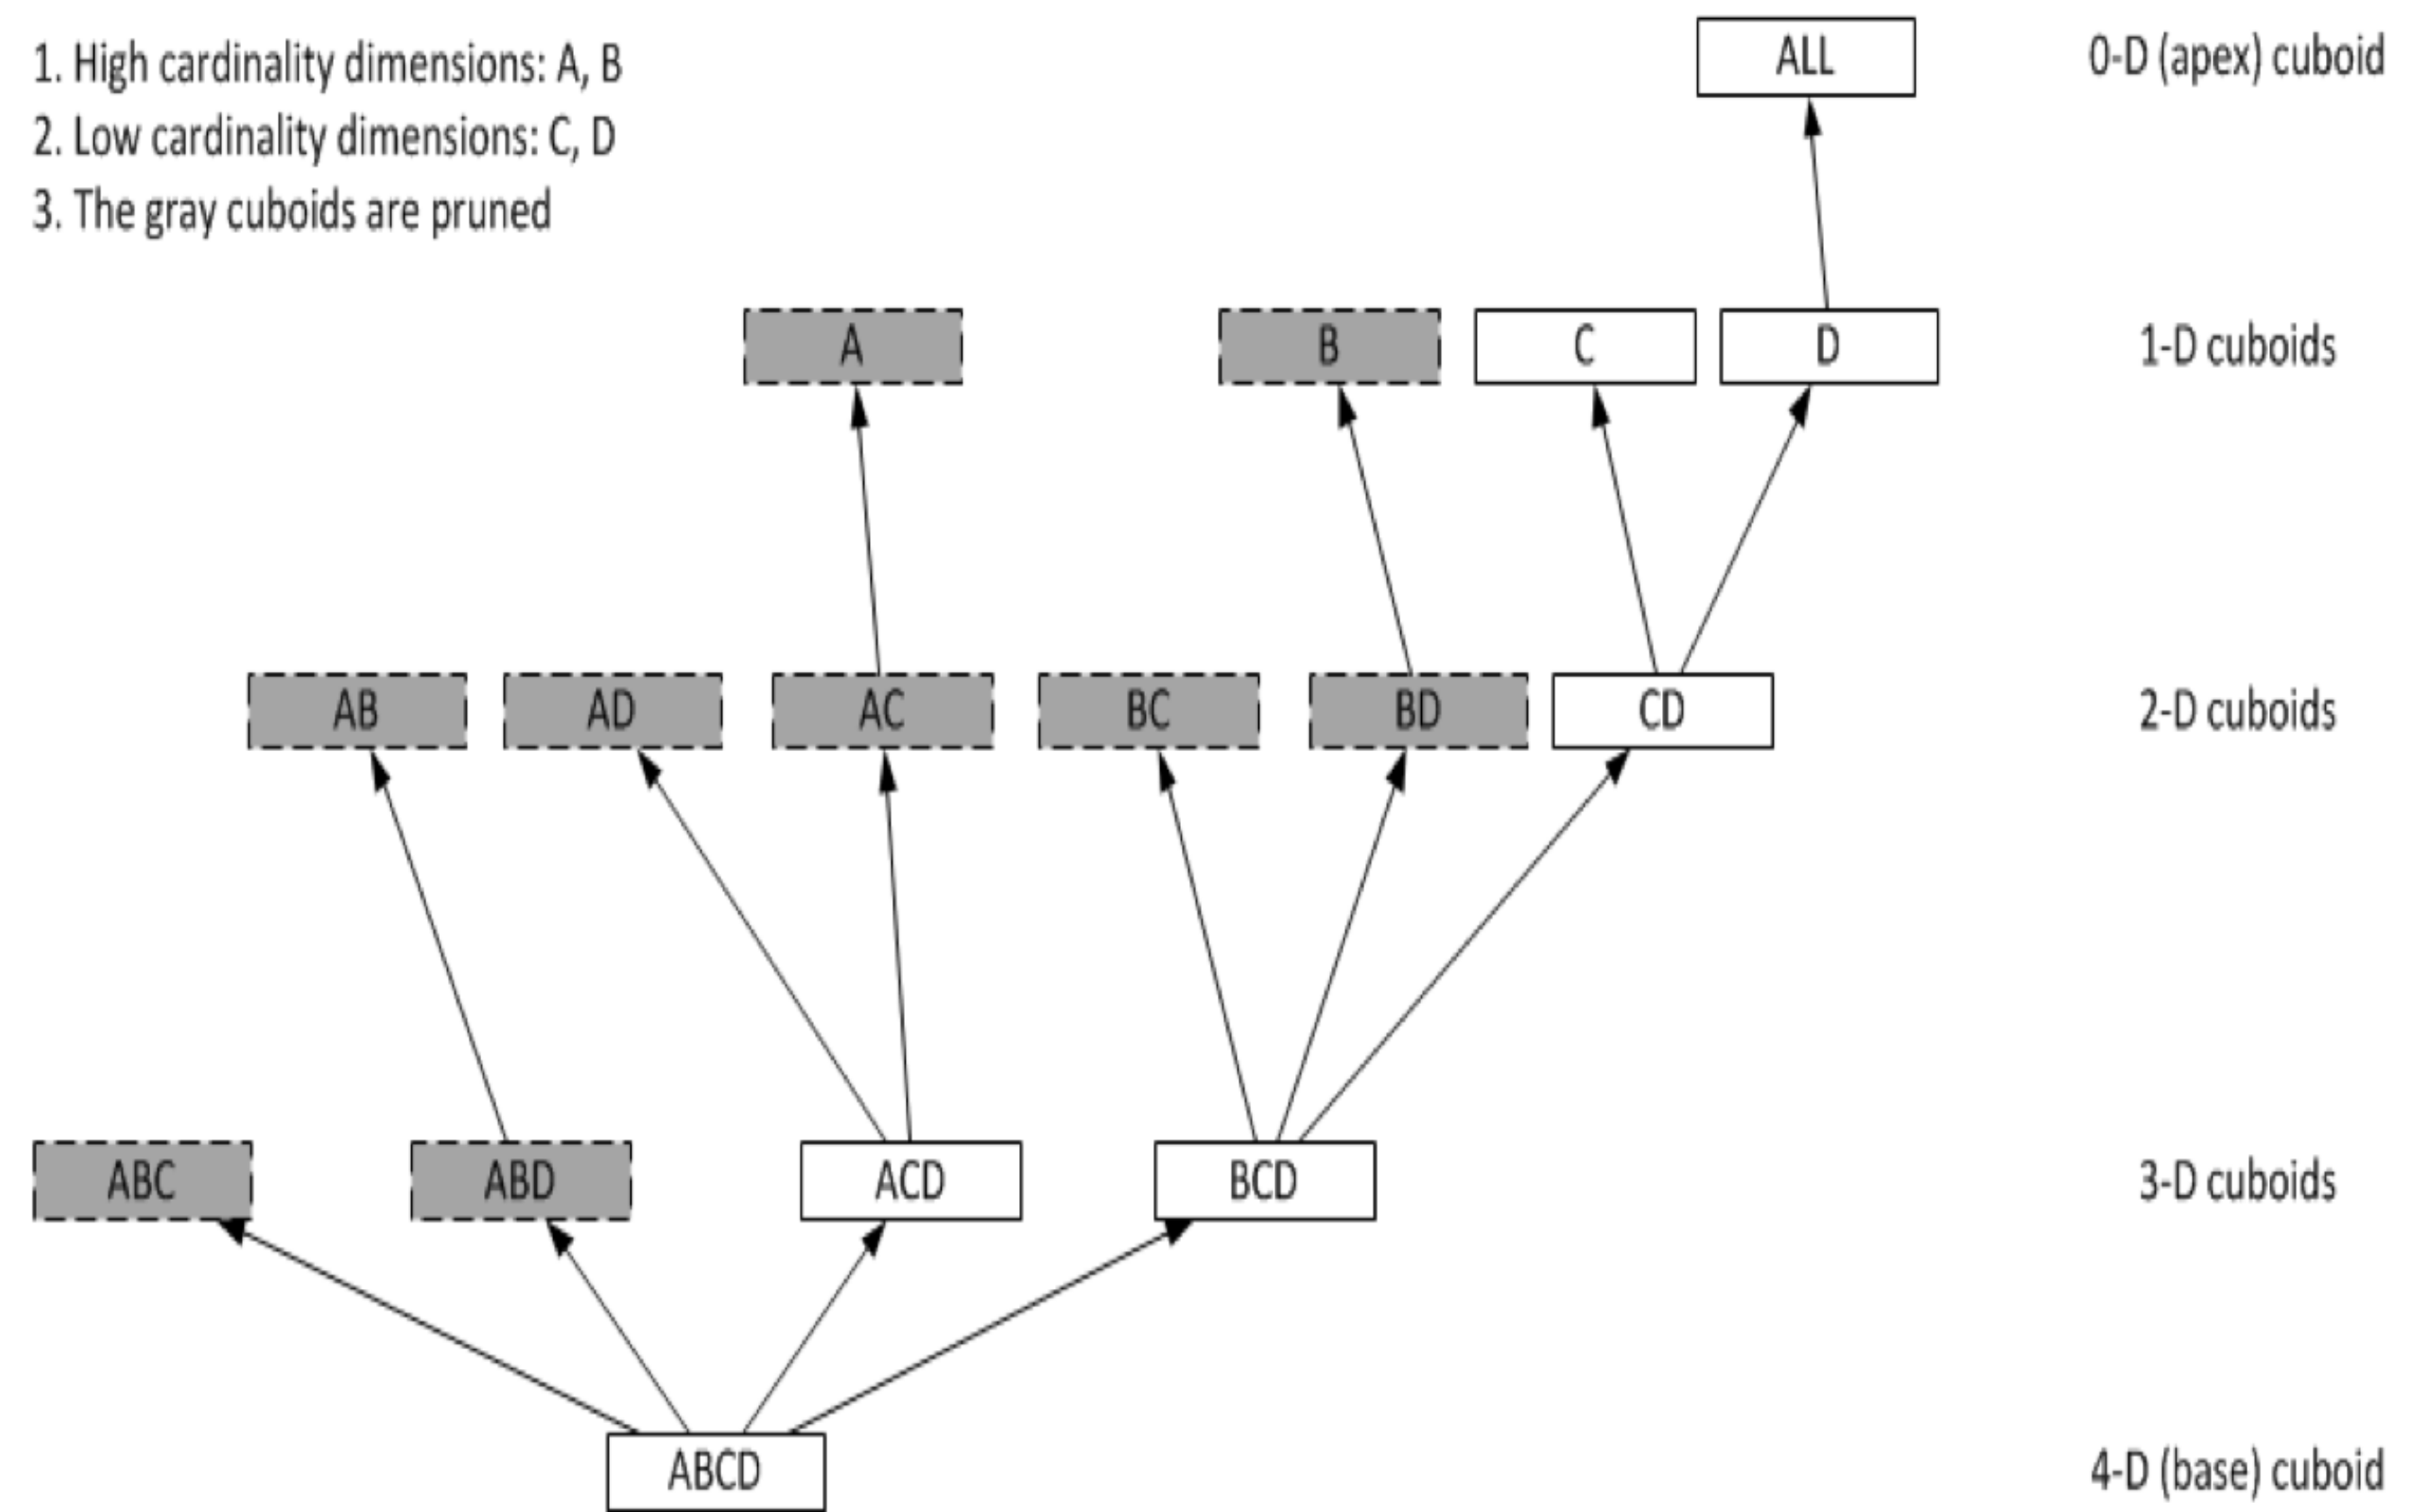 1. High cardinality dimensions: A, B
2. Low cardinality dimensions: C, D
3. The gray cuboids are pruned
ALL
0-D (apex) cuboid
A
B
C
D
1-D cuboids
AB
AD
AC
BC
BD
CD
2-D cuboids
ABC
ABD
ACD
BCD
3-D cuboids
ABCD
4-D (base) cuboid